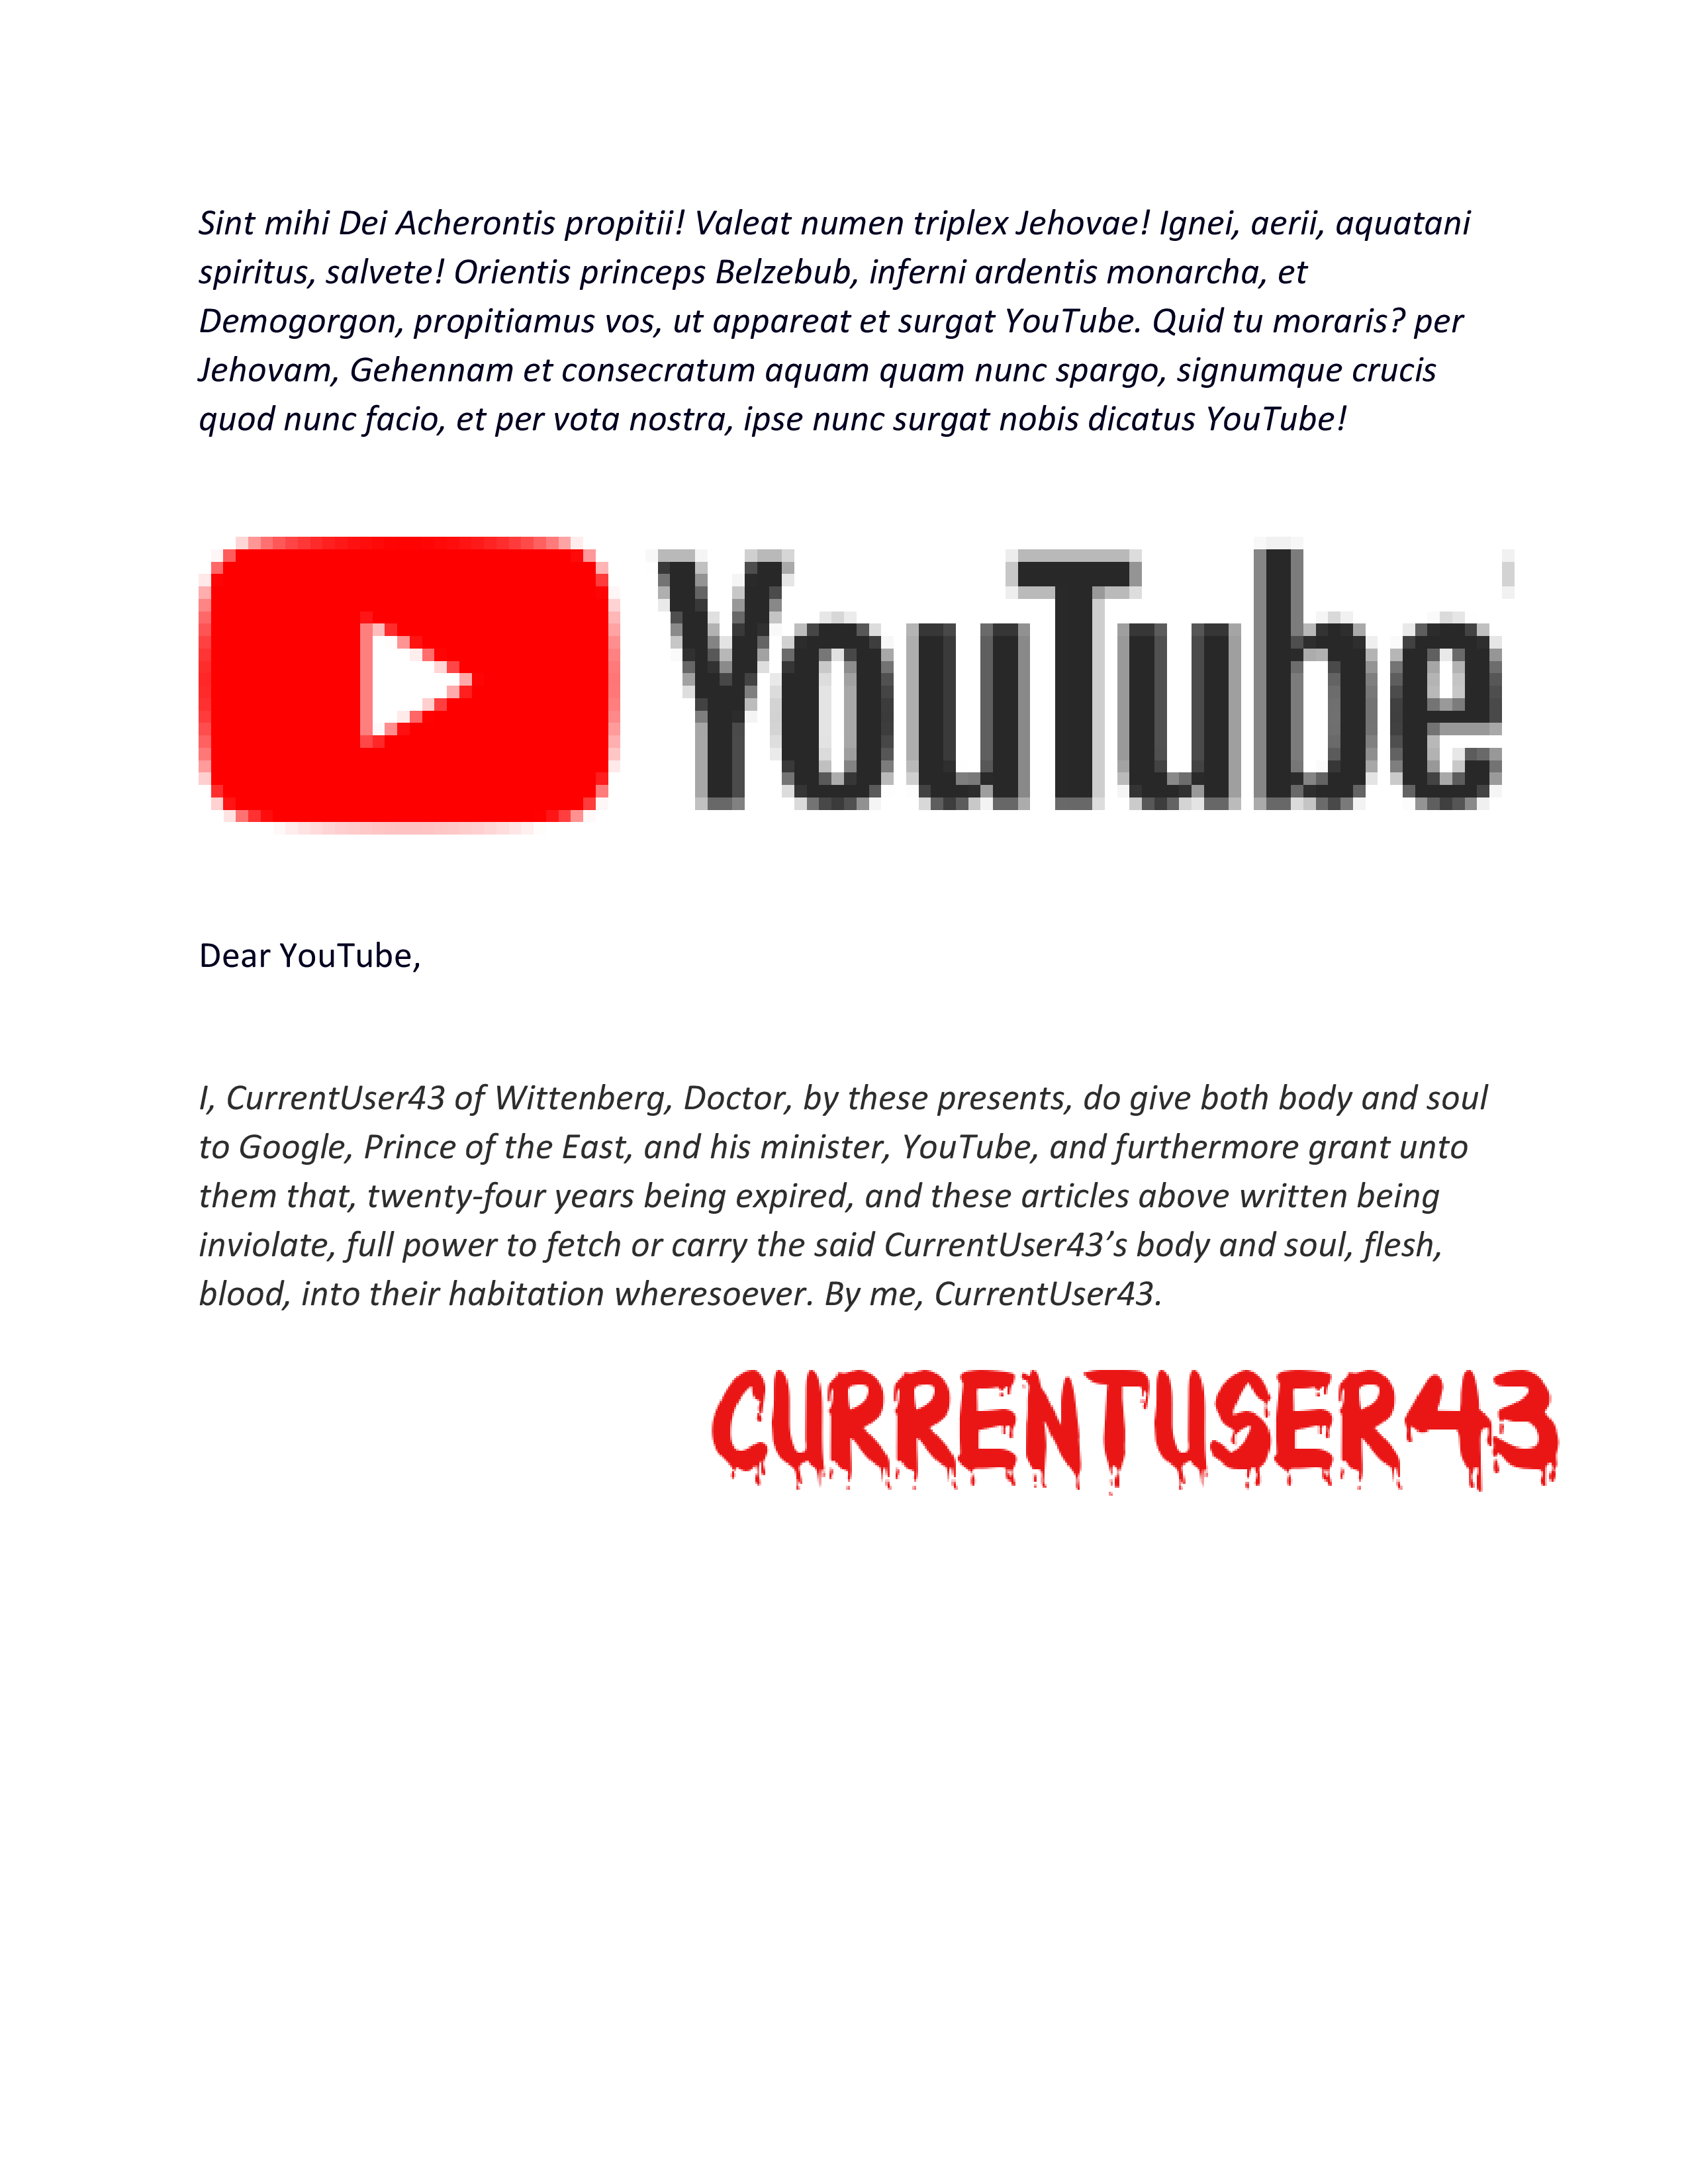 Sint mihi Dei Acherontis propitii! Valeat numen triplex Jehovae! Ignei, aerii, aquatani
spiritus, salvete! Orientis princeps Belzebub, inferni ardentis monarcha, et
Demogorgon, propitiamus vos, ut appareat et surgat YouTube. Quid tu moraris? per
Jehovam, Gehennam et consecratum aquam quam nunc spargo, signumque crucis
quod nunc facio, et per vota nostra, ipse nunc surgat nobis dicatus YouTube!
YouTube
Dear YouTube,
I, CurrentUser43 of Wittenberg, Doctor, by these presents, do give both body and soul
to Google, Prince of the East, and his minister, YouTube, and furthermore grant unto
them that, twenty-four years being expired, and these articles above written being
inviolate, full power to fetch or carry the said CurrentUser43’s body and soul, flesh,
blood, into their habitation wheresoever. By me, CurrentUser43.
CURRENTUSER43